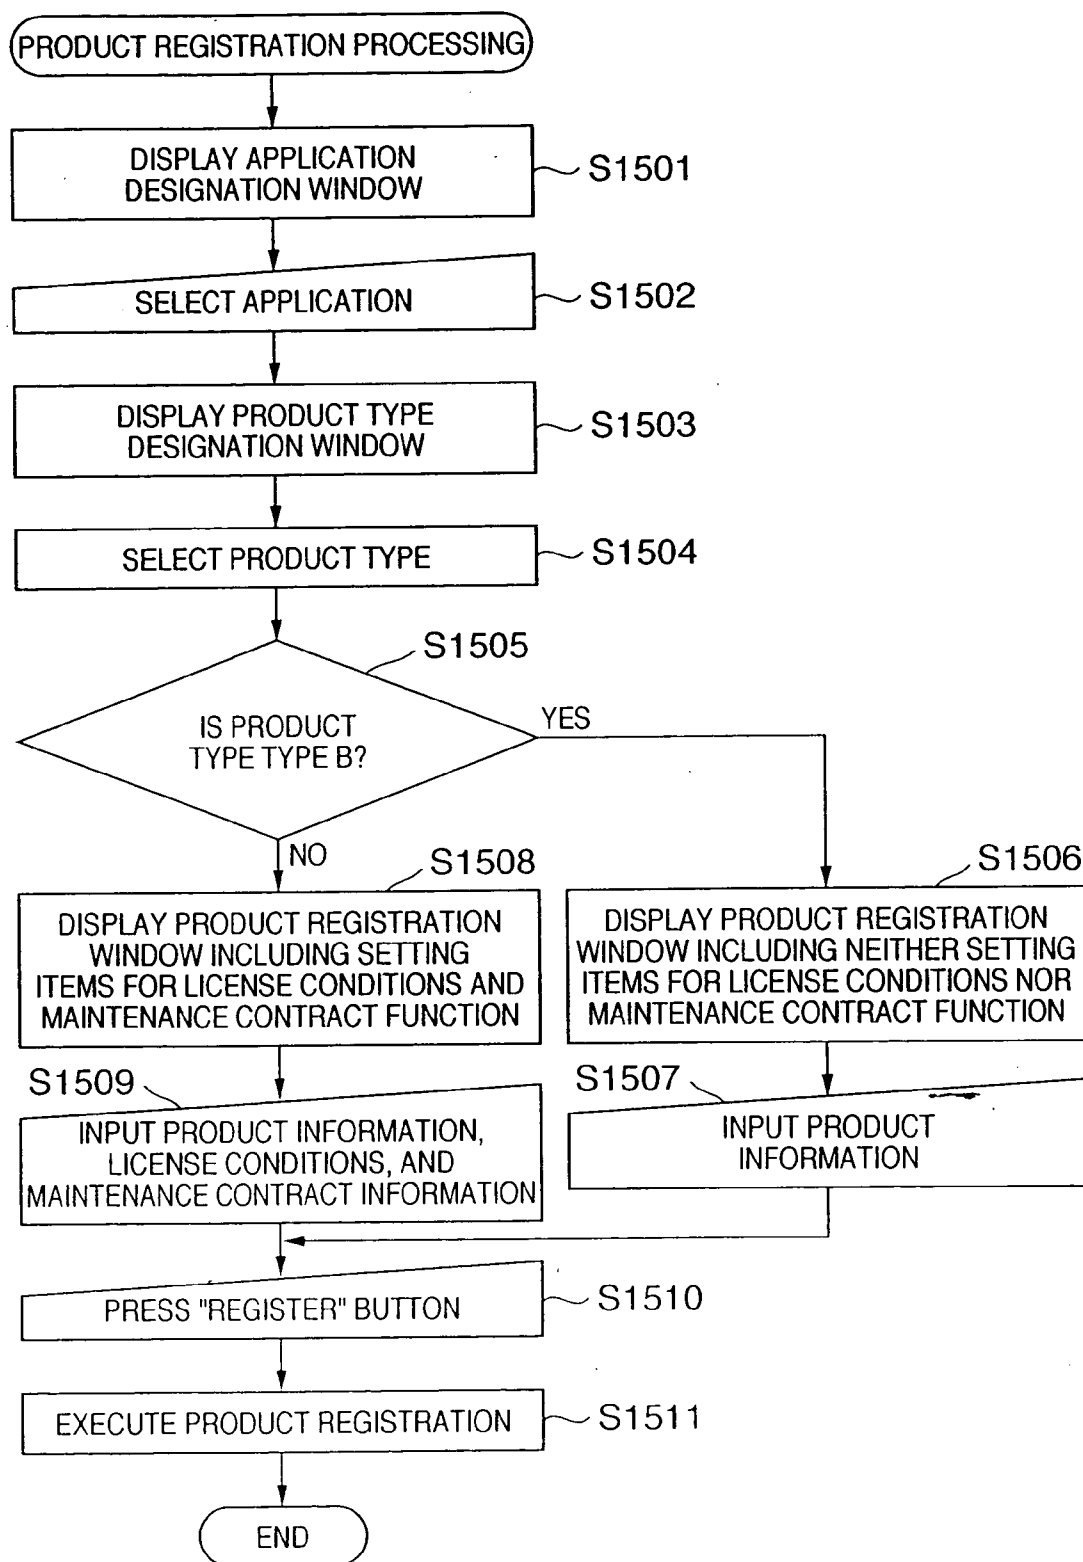 PRODUCT REGISTRATION PROCESSING
DISPLAY APPLICATION
DESIGNATION WINDOW
S1501
SELECT APPLICATION
S1502
DISPLAY PRODUCT TYPE
DESIGNATION WINDOW
S1503
SELECT PRODUCT TYPE
S1504
S1505
IS PRODUCT
TYPE TYPE B?
YES
NO
S1508
DISPLAY PRODUCT REGISTRATION
WINDOW INCLUDING SETTING
ITEMS FOR LICENSE CONDITIONS AND
MAINTENANCE CONTRACT FUNCTION
S1506
DISPLAY PRODUCT REGISTRATION
WINDOW INCLUDING NEITHER SETTING
ITEMS FOR LICENSE CONDITIONS NOR
MAINTENANCE CONTRACT FUNCTION
S1509
INPUT PRODUCT INFORMATION,
LICENSE CONDITIONS, AND
MAINTENANCE CONTRACT INFORMATION
S1507
INPUT PRODUCT
INFORMATION
PRESS "REGISTER" BUTTON
S1510
EXECUTE PRODUCT REGISTRATION
S1511
END